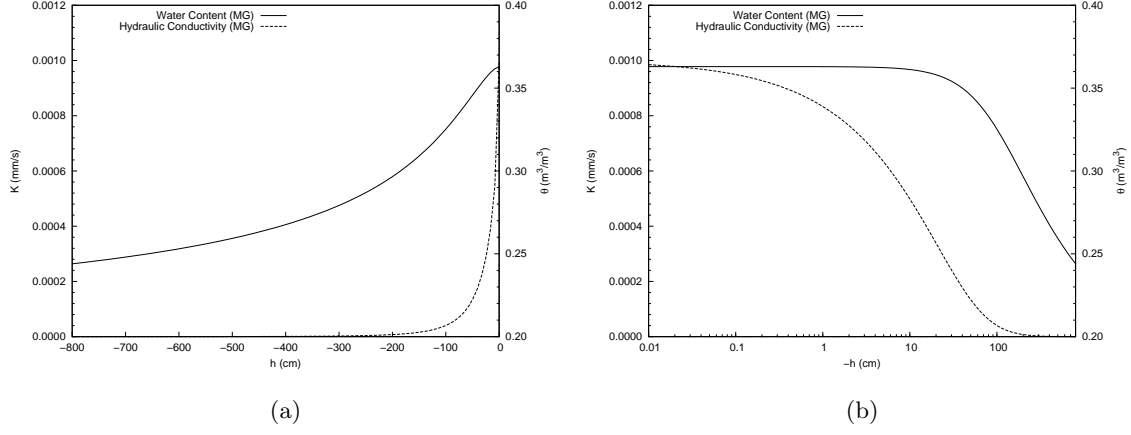 Water Content (MG)
Hydraulic Conductivity (MG)
0.0012
0.0010
0.0008
0.0006
0.0004
0.0002
0.0000
K (mm/s)
0.40
0.35
0.30
0.25
0.20
θ (m³/m³)
−800 −700 −600 −500 −400 −300 −200 −100 0
h (cm)
(a)
Water Content (MG)
Hydraulic Conductivity (MG)
0.0012
0.0010
0.0008
0.0006
0.0004
0.0002
0.0000
K (mm/s)
0.40
0.35
0.30
0.25
0.20
θ (m³/m³)
0.01 0.1 1 10 100
−h (cm)
(b)